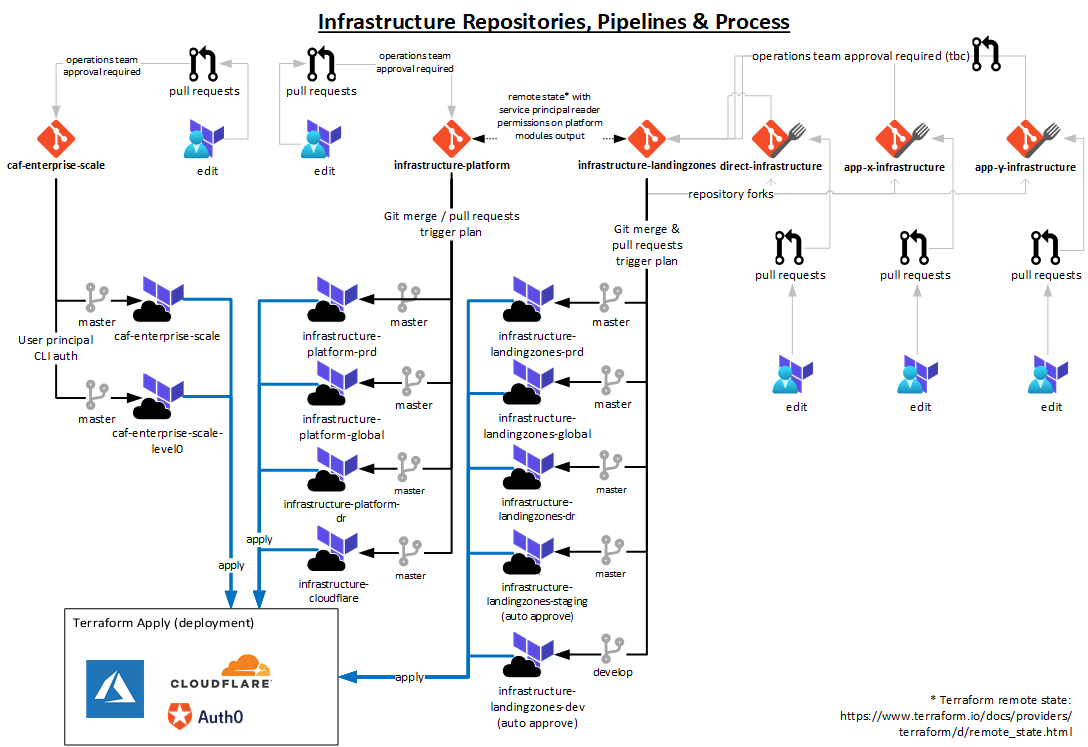 Infrastructure Repositories, Pipelines & Process
operations team
approval required
pull requests
pull requests
operations team
approval required
operations team approval required (tbc)
remote state* with
service principal reader
permissions on platform
modules output
caf-enterprise-scale
edit
edit
infrastructure-platform
infrastructure-landingzones
direct-infrastructure
app-x-infrastructure
app-y-infrastructure
repository forks
Git merge / pull requests
trigger plan
Git merge &
pull requests
trigger plan
pull requests
pull requests
pull requests
edit
edit
edit
master
caf-enterprise-scale
User principal
CLI auth
master
caf-enterprise-scale-
level0
infrastructure-
platform-prd
master
infrastructure-
platform-global
master
infrastructure-platform-
dr
master
infrastructure-
cloudflare
master
infrastructure-
landingzones-prd
master
infrastructure-
landingzones-global
master
infrastructure-
landingzones-dr
master
infrastructure-
landingzones-staging
(auto approve)
master
infrastructure-
landingzones-dev
(auto approve)
develop
apply
apply
apply
Terraform Apply (deployment)
CLOUDFLARE
Auth0
* Terraform remote state:
https://www.terraform.io/docs/providers/
terraform/d/remote_state.html